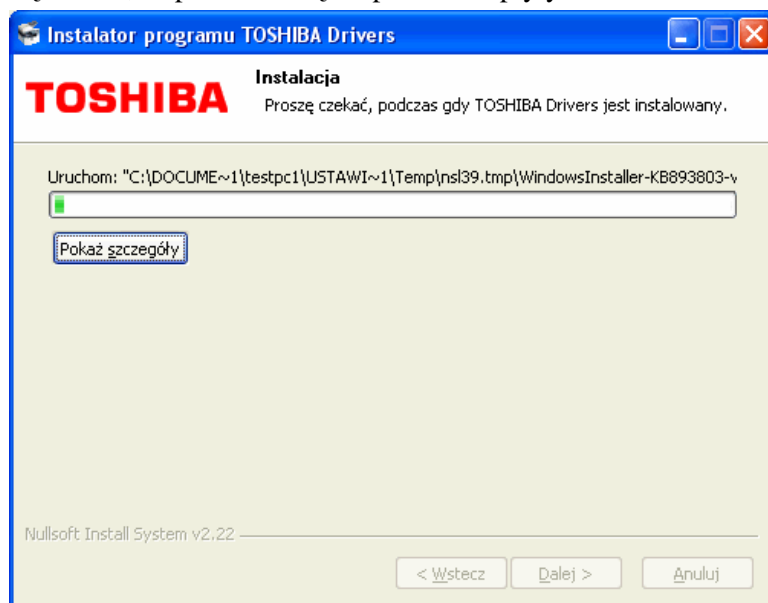 Instalator programu TOSHIBA Drivers
TOSHIBA
Instalacja
Proszę czekać, podczas gdy TOSHIBA Drivers jest instalowany.
Uruchom: "C:\DOCUME~1\testpc1\USTAWI~1\Temp\nsl39.tmp\WindowsInstaller-KB893803-v
Pokaż szczegóły
Nullsoft Install System v2.22
< Wstecz
Dalej >
Anuluj